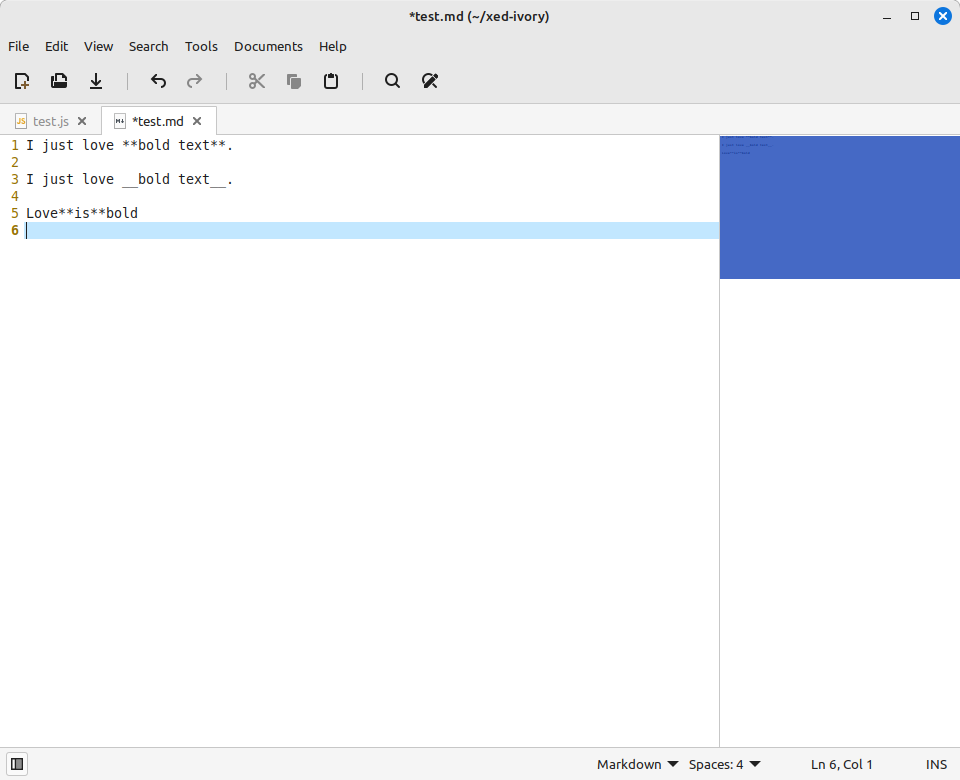 *test.md (~/xed-ivory)
File Edit View Search Tools Documents Help
JS test.js *test.md
1 I just love **bold text**.
2
3 I just love __bold text__.
4
5 Love**is**bold
6
Markdown Spaces: 4 Ln 6, Col 1 INS